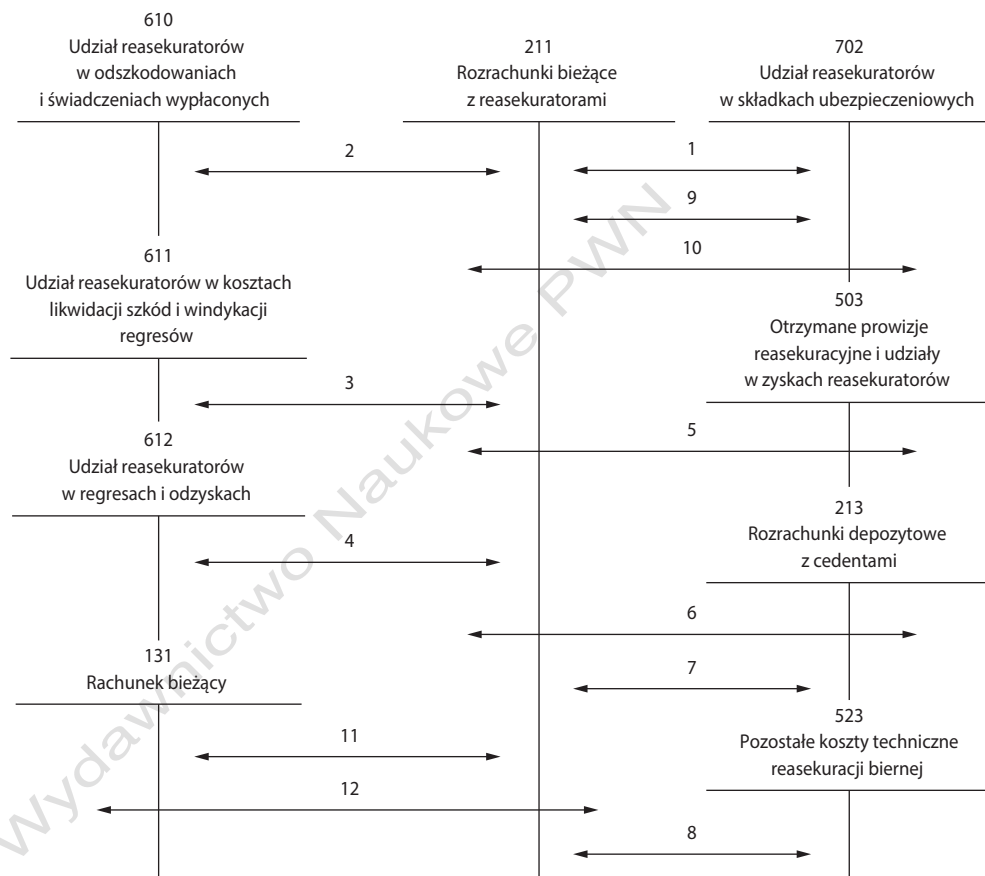 610
Udział reasekuratorów
w odszkodowaniach
i świadczeniach wypłaconych
211
Rozrachunki bieżące
z reasekuratorami
702
Udział reasekuratorów
w składkach ubezpieczeniowych
2
1
9
10
611
Udział reasekuratorów w kosztach
likwidacji szkód i windykacji
regresów
503
Otrzymane prowizje
reasekuracyjne i udziały
w zyskach reasekuratorów
3
5
612
Udział reasekuratorów
w regresach i odzyskach
213
Rozrachunki depozytowe
z cedentami
4
6
131
Rachunek bieżący
7
523
Pozostałe koszty techniczne
reasekuracji biernej
11
12
8
Wydawnictwo Naukowe PWN